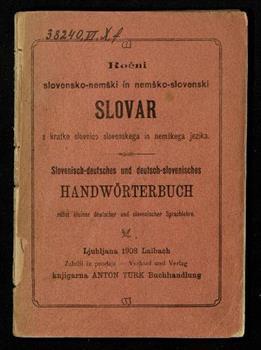 38240, VI. X. f.
Ročni
slovensko-nemški in nemško-slovenski
SLOVAR
z kratko slovnico slovenskega in nemškega jezika.
Slovenisch-deutsches und deutsch-slovenisches
HANDWÖRTERBUCH
nebst kleiner deutscher und slovenischer Sprachlehre.
Ljubljana 1908 Laibach
Založil in prodaja — Verkauf und Verlag
knjigarna ANTON TURK Buchhandlung